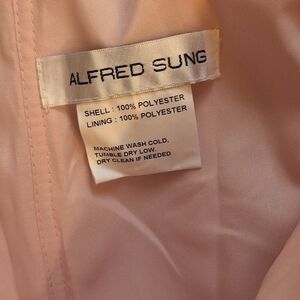 ALFRED SUNG
SHELL : 100% POLYESTER
LINING : 100% POLYESTER
MACHINE WASH COLD.
TUMBLE DRY LOW.
DRY CLEAN IF NEEDED